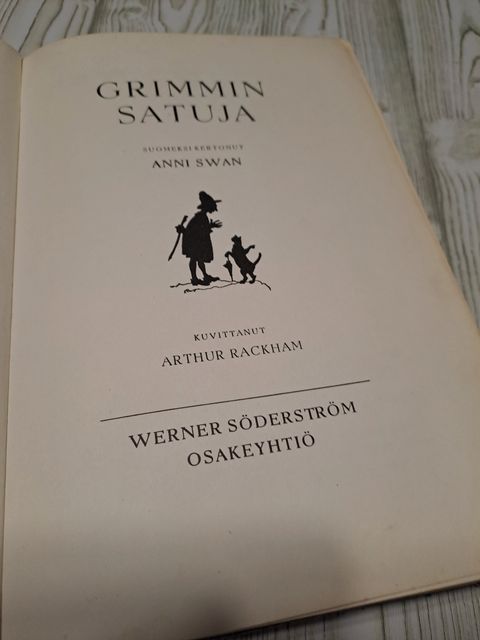 GRIMMIN
SATUJA
SUOMEKSI KERTONUT
ANNI SWAN
KUVITTANUT
ARTHUR RACKHAM
WERNER SÖDERSTRÖM
OSAKEYHTIÖ